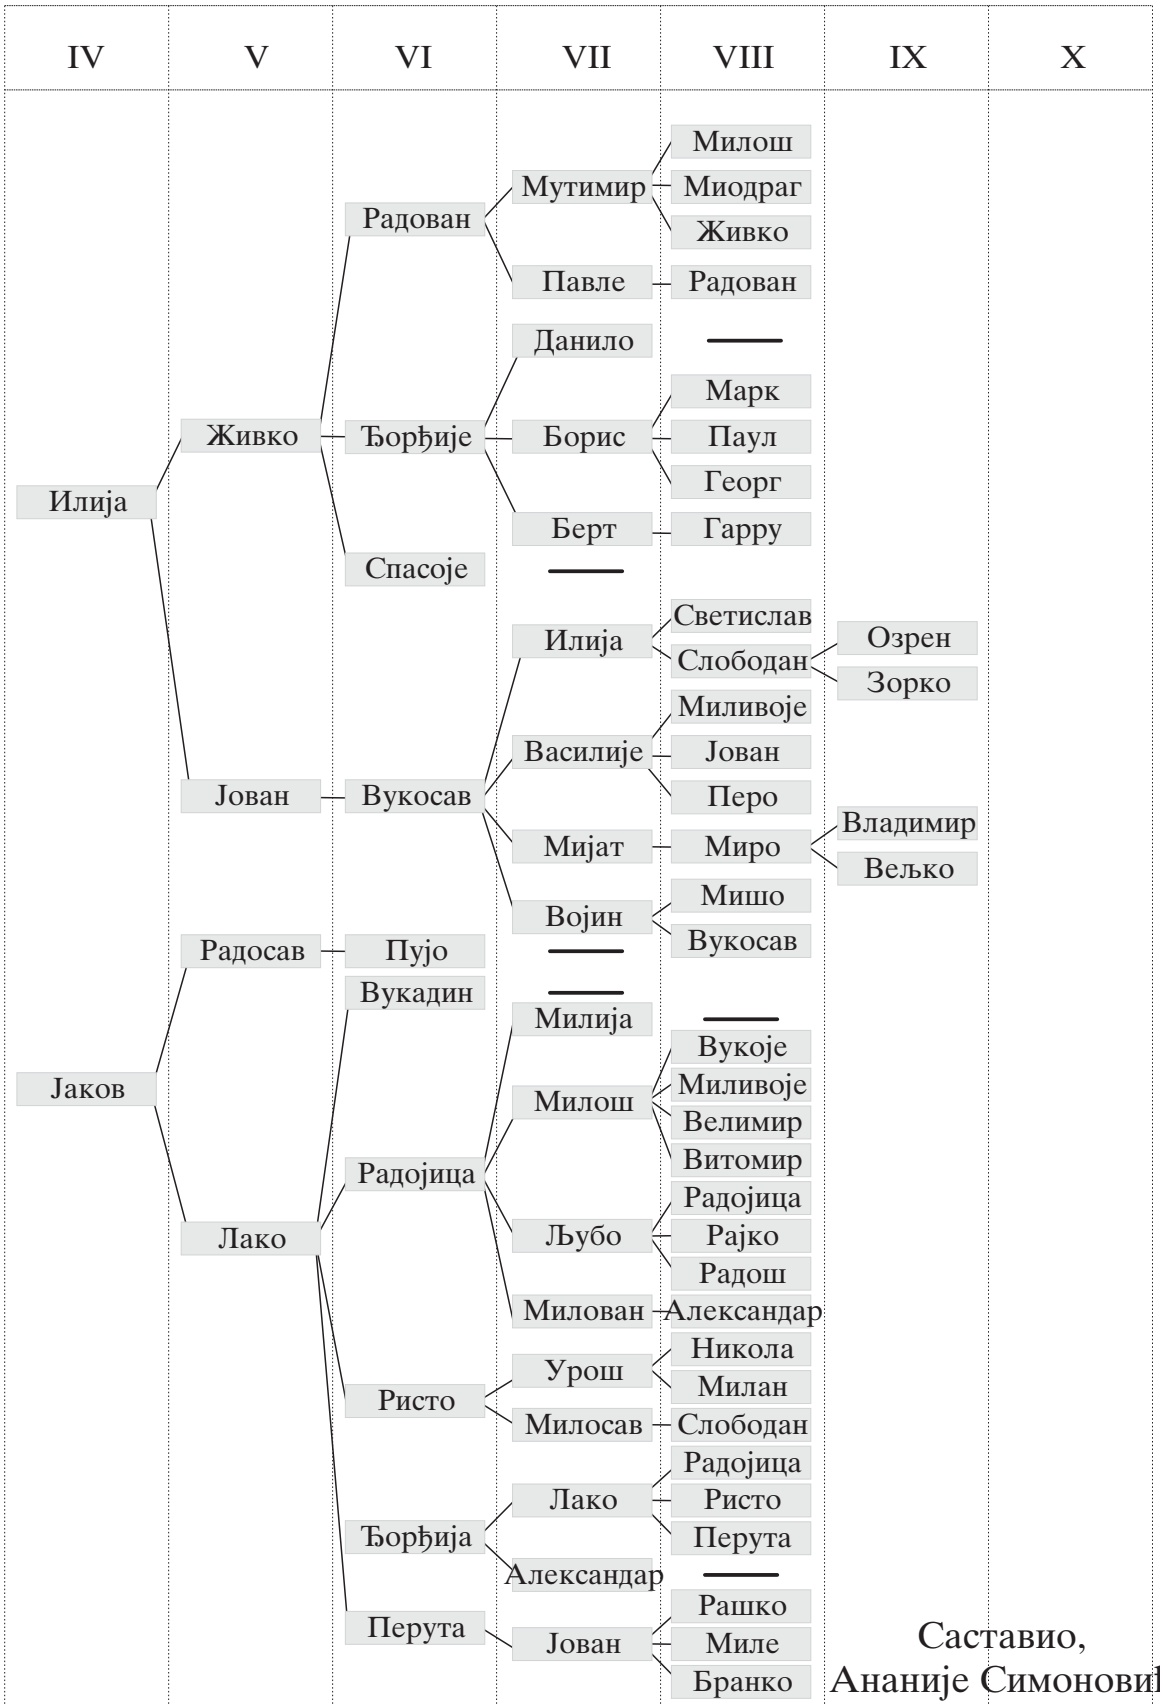 IV V VI VII VIII IX X
Милош
Мутимир Миодраг
Радован
Живко
Павле Радован
Данило
Марк
Живко Ђорђије Борис Паул
Георг
Илија
Берт Гарру
Спасоје
Светислав
Илија Озрен
Слободан
Зорко
Миливоје
Василије Јован
Јован Вукосав Перо
Владимир
Мијат Миро
Вељко
Мишо
Војин
Вукосав
Радосав Пујо
Вукадин
Милија
Вукоје
Јаков Миливоје
Милош
Велимир
Витомир
Радојица
Радојица
Лако Љубо Рајко
Радош
Милован Александар
Никола
Урош
Милан
Ристо
Милосав Слободан
Радојица
Лако Ристо
Ђорђија Перута
Александар
Рашко
Перута
Јован Миле
Бранко
Саставио,
Ананије Симоновић